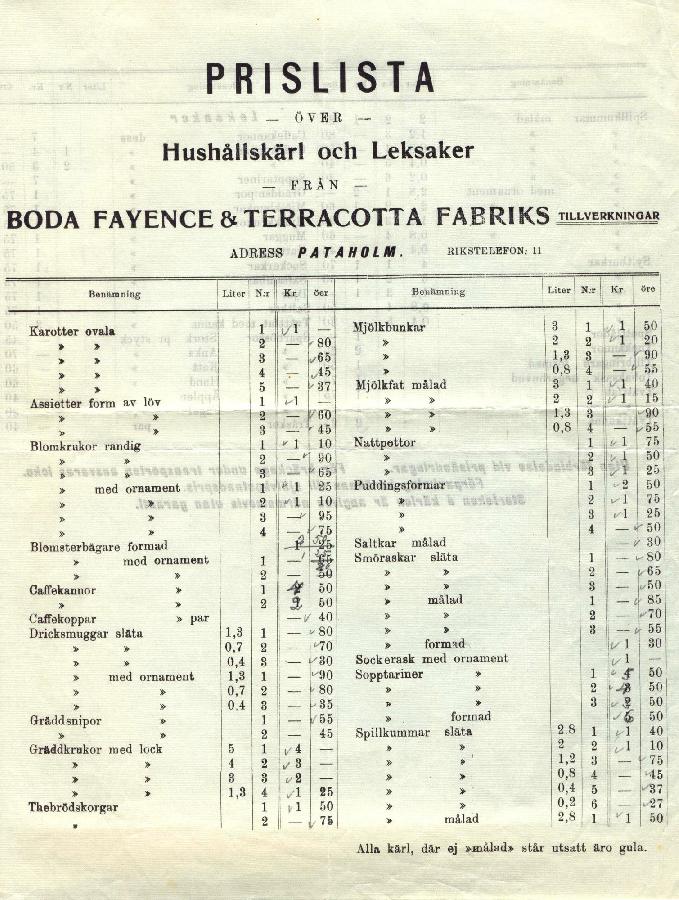 PRISLISTA
— ÖVER —
Hushållskärl och Leksaker
— FRÅN —
BODA FAYENCE & TERRACOTTA FABRIKS TILLVERKNINGAR
ADRESS PATAHOLM. RIKSTELEFON: 11
Benämning Liter N:r Kr öer
Karotter ovala 1 1 —
» » 2 — 80
» » 3 — 65
» » 4 — 45
» » 5 — 37
Assietter form av löv 1 1 —
» » 2 — 60
» » 3 — 45
Blomkrukor randig 1 1 10
» » 2 — 90
» » 3 — 65
» med ornament 1 1 25
» » 2 1 10
» » 3 — 95
» » 4 — 75
Blomsterbägare formad
» med ornament 1 —
» » 2 — 50
Caffekannor » 1 50
» » 2 2 50
Caffekoppar » par — 40
Dricksmuggar släta 1,3 1 — 80
» » 0,7 2 — 70
» » 0,4 3 — 30
» med ornament 1,3 1 — 90
» » 0,7 2 — 80
» » 0.4 3 — 35
Gräddsnipor » 1 — 55
» » 2 — 45
Gräddkrukor med lock 5 1 4 —
» » 4 2 3 —
» » 3 3 2 —
» » 1,3 4 1 25
Thebrödskorgar 1 1 50
» 2 — 75
Benämning Liter N:r Kr öre
Mjölkbunkar 3 1 1 50
» 2 2 1 20
» 1,3 3 — 90
» 0,8 4 — 55
Mjölkfat målad 3 1 1 40
» » 2 2 1 15
» » 1,3 3 — 90
» » 0,8 4 — 55
Nattpottor 1 1 75
» 2 1 50
» 3 1 25
Puddingsformar 1 2 50
» 2 1 75
» 3 1 25
» 4 — 50
Saltkar målad — 30
Smöraskar släta 1 — 80
» » 2 — 65
» » 3 — 50
» målad 1 — 85
» » 2 — 70
» » 3 — 55
» formad 1 30
Sockerask med ornament 1 —
Sopptariner » 1 50
» » 2 50
» » 3 50
» formad 50
Spillkummar släta 2.8 1 1 40
» » 2 2 1 10
» » 1,2 3 — 75
» » 0,8 4 — 45
» » 0,4 5 — 37
» » 0,2 6 — 27
» målad 2,8 1 1 50
Alla kärl, där ej »målad» står utsatt äro gula.